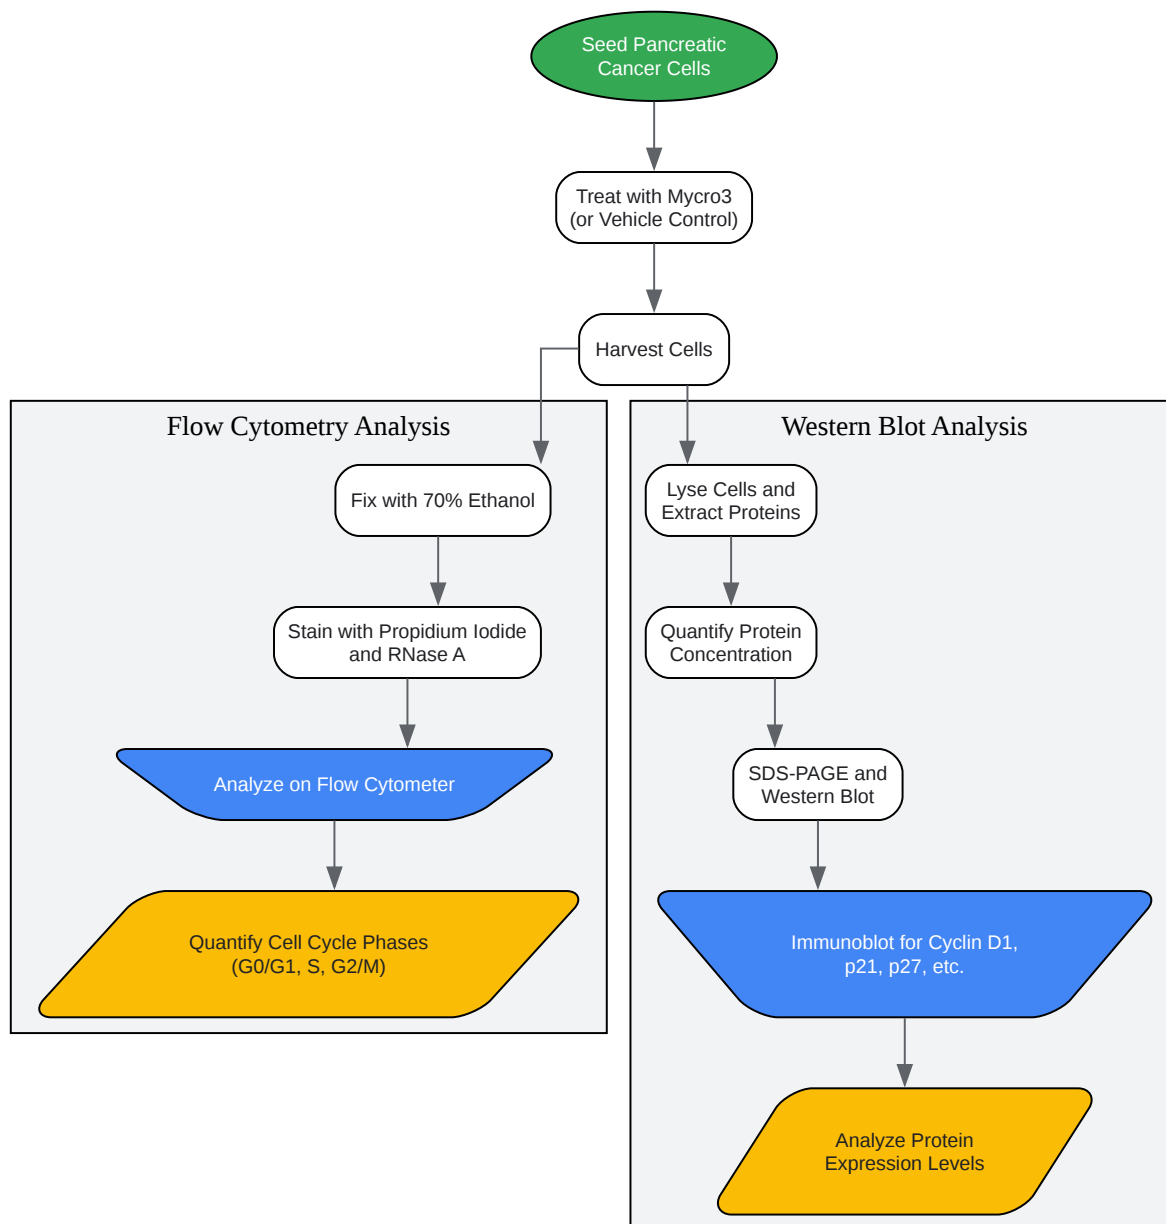 Seed Pancreatic
Cancer Cells
Treat with Mycro3
(or Vehicle Control)
Harvest Cells
Flow Cytometry Analysis
Fix with 70% Ethanol
Stain with Propidium Iodide
and RNase A
Analyze on Flow Cytometer
Quantify Cell Cycle Phases
(G0/G1, S, G2/M)
Western Blot Analysis
Lyse Cells and
Extract Proteins
Quantify Protein
Concentration
SDS-PAGE and
Western Blot
Immunoblot for Cyclin D1,
p21, p27, etc.
Analyze Protein
Expression Levels